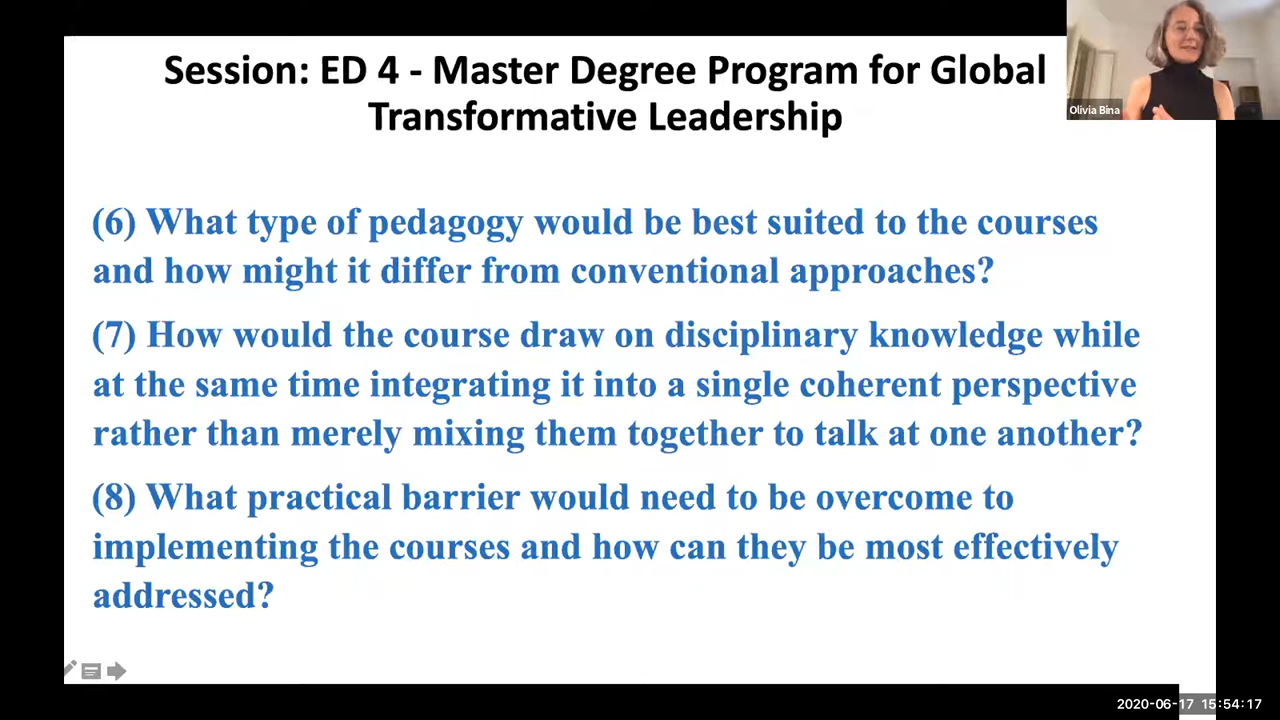 Session: ED 4 - Master Degree Program for Global
Transformative Leadership
Olivia Bina
(6) What type of pedagogy would be best suited to the courses
and how might it differ from conventional approaches?
(7) How would the course draw on disciplinary knowledge while
at the same time integrating it into a single coherent perspective
rather than merely mixing them together to talk at one another?
(8) What practical barrier would need to be overcome to
implementing the courses and how can they be most effectively
addressed?
2020-06-17 15:54:17